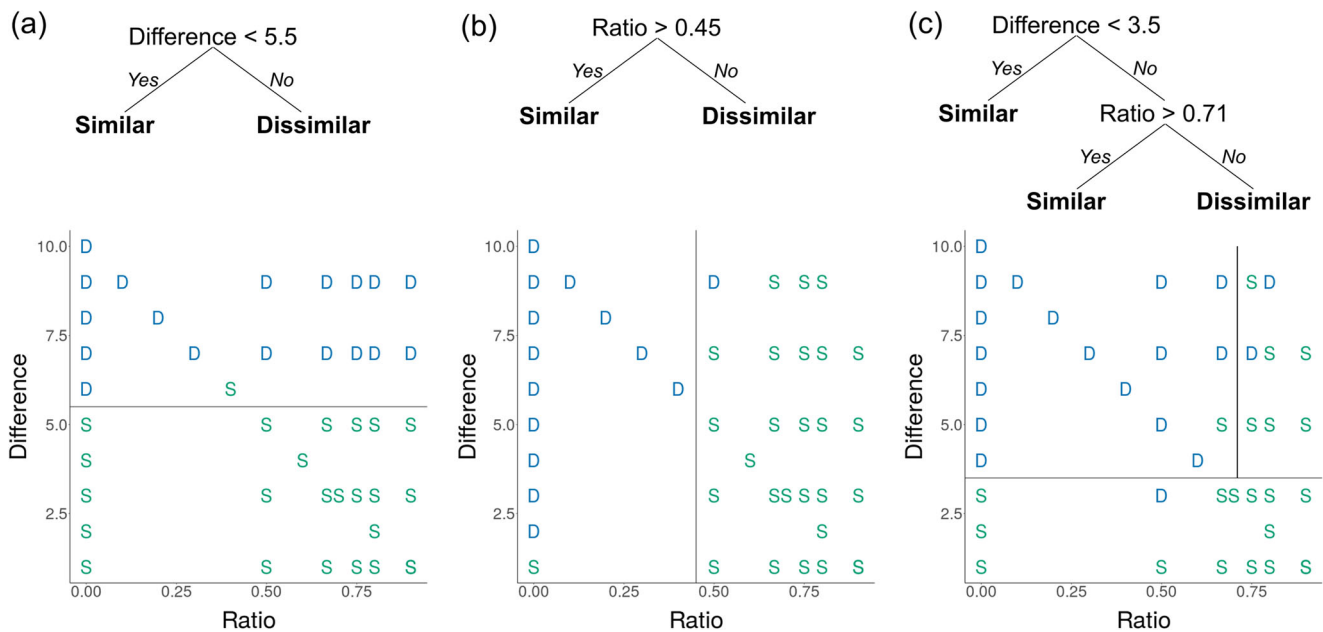 (a)
Difference < 5.5
Yes
No
Similar
Dissimilar
10.0
D
D D D D D D D
D D
7.5
D D D D D D D
D S
5.0
S S S S S S
S S
S S SS S S S
2.5
S S
S S S S S S
0.00 0.25 0.50 0.75
Difference
Ratio
(b)
Ratio > 0.45
Yes
No
Similar
Dissimilar
10.0
D
D D D S S S
D D
7.5
D D S S S S S
D D
5.0
D S S S S S
D S
D S SS S S S
2.5
D S
S S S S S S
0.00 0.25 0.50 0.75
Difference
Ratio
(c)
Difference < 3.5
Yes
No
Similar
Ratio > 0.71
Yes
No
Similar
Dissimilar
10.0
D
D D D D S D
D D
7.5
D D D D D S S
D D
5.0
D D S S S S
D D
S D SS S S S
2.5
S S
S S S S S S
0.00 0.25 0.50 0.75
Difference
Ratio